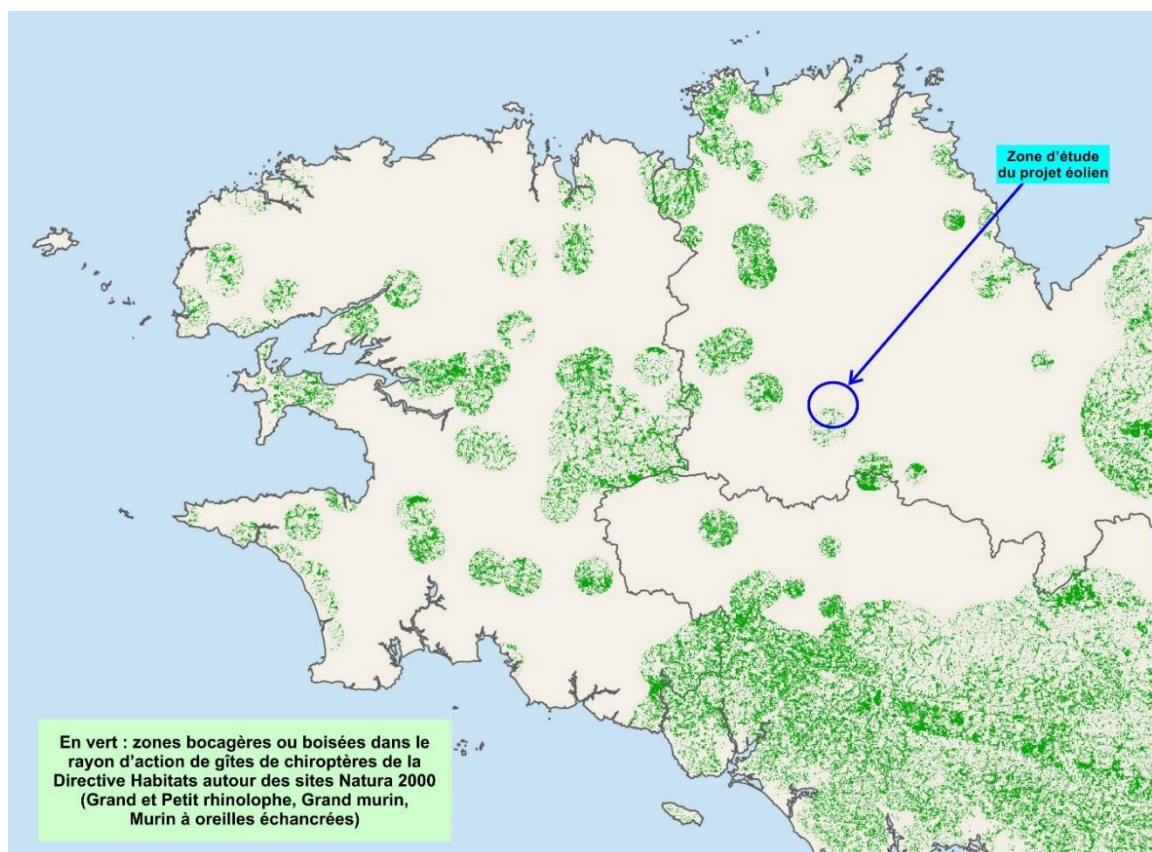 Zone d'étude
du projet éolien
En vert : zones bocagères ou boisées dans le
rayon d'action de gîtes de chiroptères de la
Directive Habitats autour des sites Natura 2000
(Grand et Petit rhinolophe, Grand murin,
Murin à oreilles échancrées)